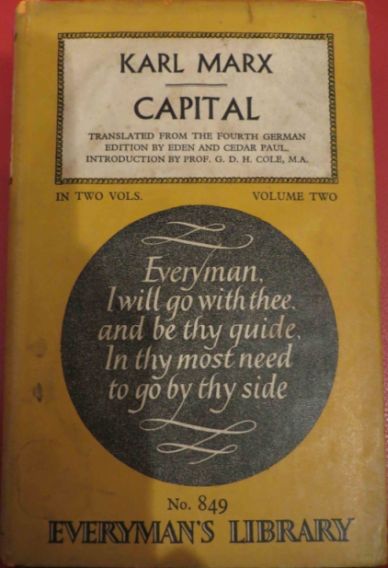 KARL MARX
CAPITAL
TRANSLATED FROM THE FOURTH GERMAN
EDITION BY EDEN AND CEDAR PAUL.
INTRODUCTION BY PROF. G. D. H. COLE, M.A.
IN TWO VOLS. VOLUME TWO
Everyman,
I will go with thee,
and be thy guide,
In thy most need
to go by thy side
No. 849
EVERYMAN'S LIBRARY